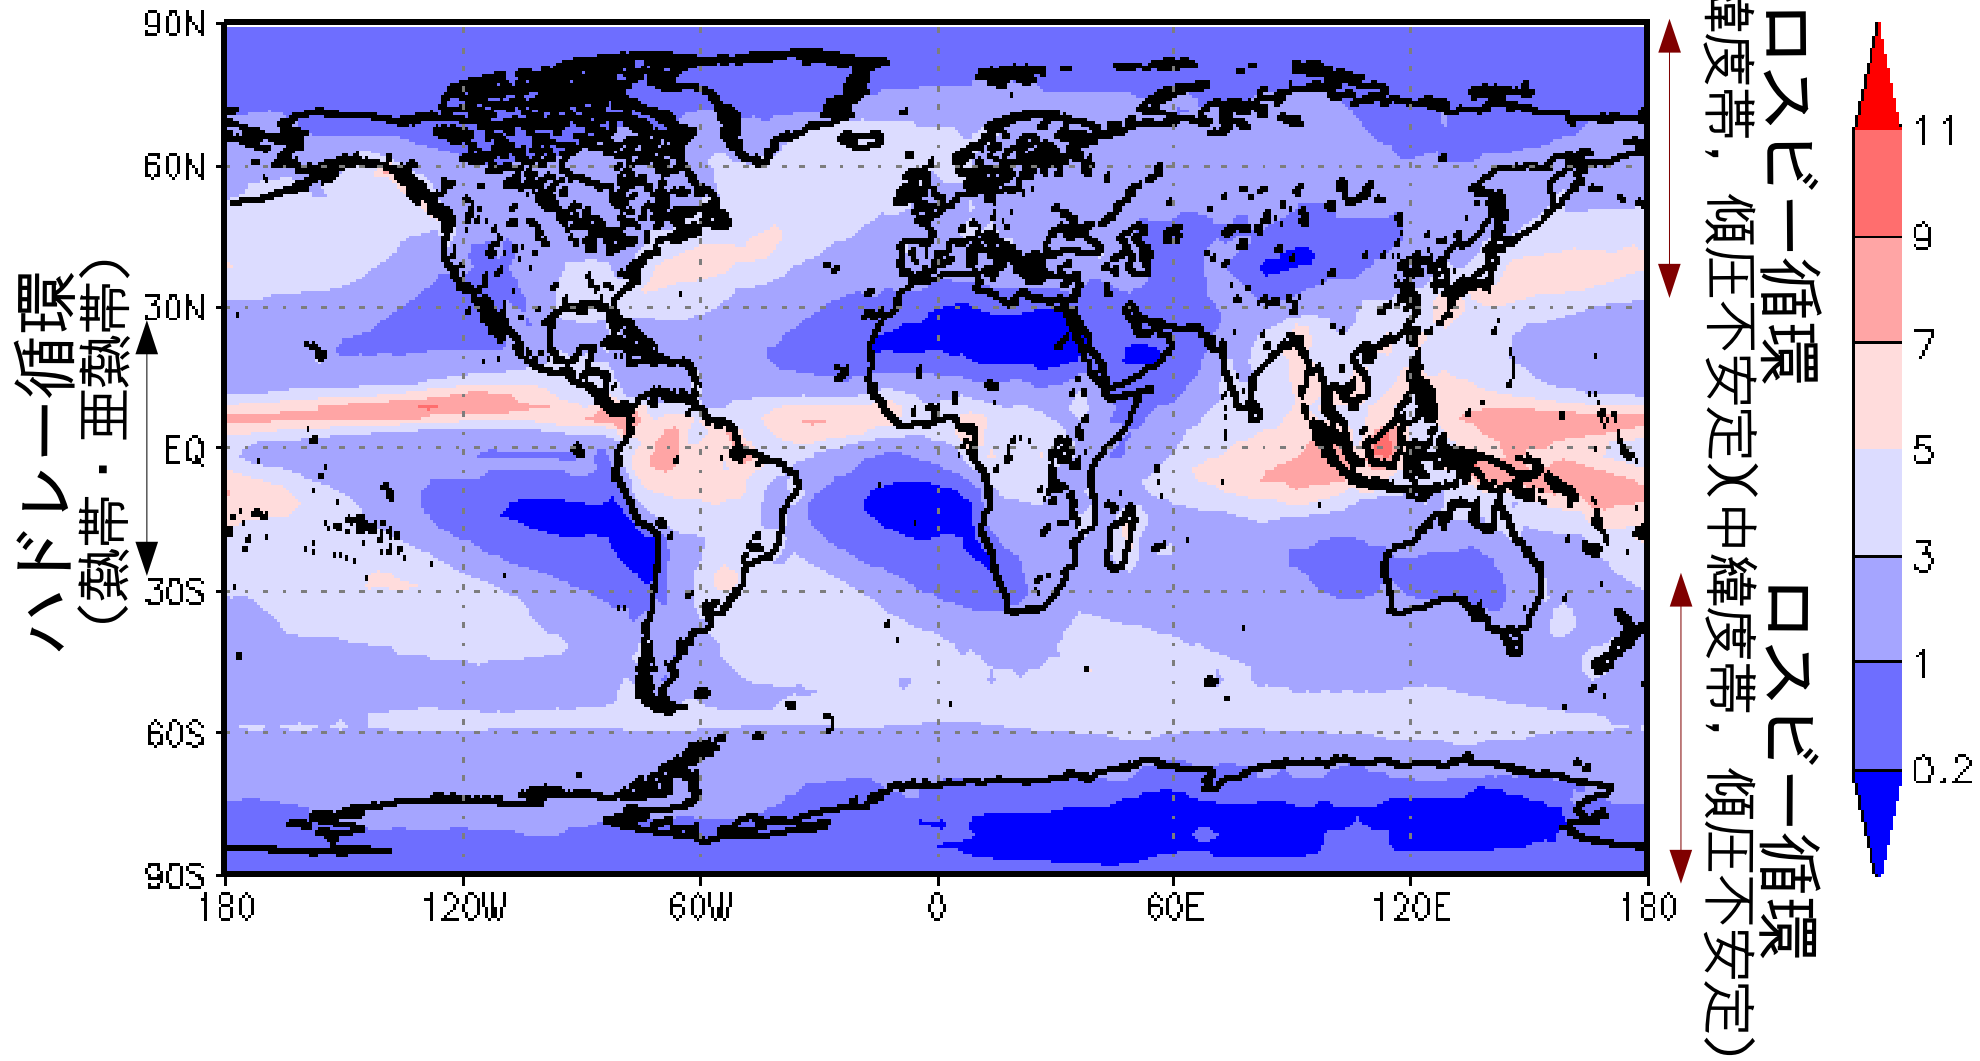 ハドレー循環
（熱帯・亜熱帯）
90N
60N
30N
EQ
30S
60S
90S
180
120W
60W
0
60E
120E
180
ロスビー循環
緯度帯，傾圧不安定）
ロスビー循環
（中緯度帯，傾圧不安定）
11
9
7
5
3
1
0.2